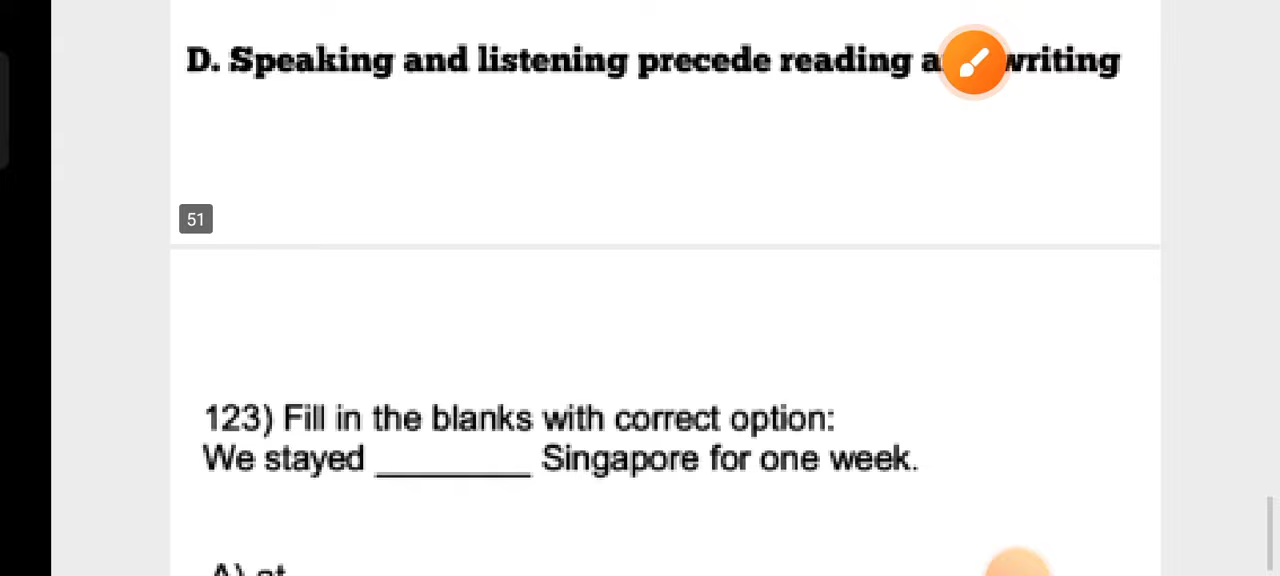 D. Speaking and listening precede reading writing
51
123) Fill in the blanks with correct option:
We stayed ________ Singapore for one week.
A) at